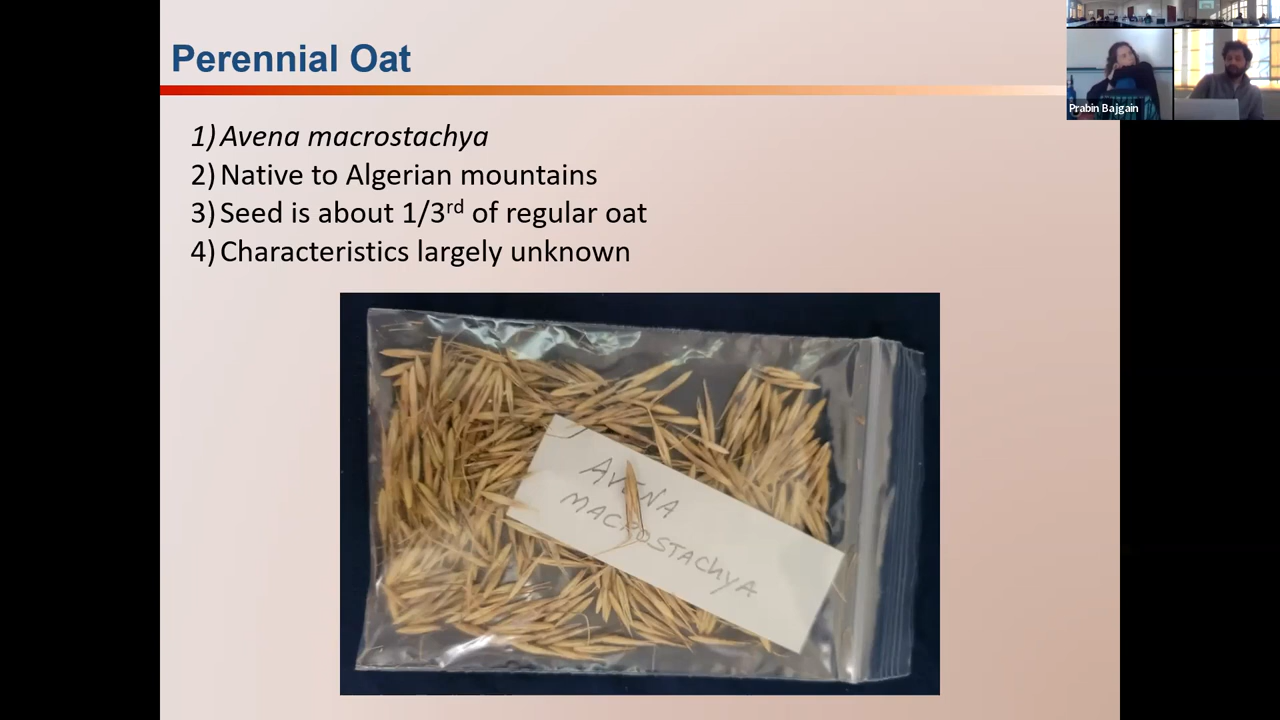 Perennial Oat
1) Avena macrostachya
2) Native to Algerian mountains
3) Seed is about 1/3rd of regular oat
4) Characteristics largely unknown
AVENA
MACROSTACHYA
Prabin Bajgain